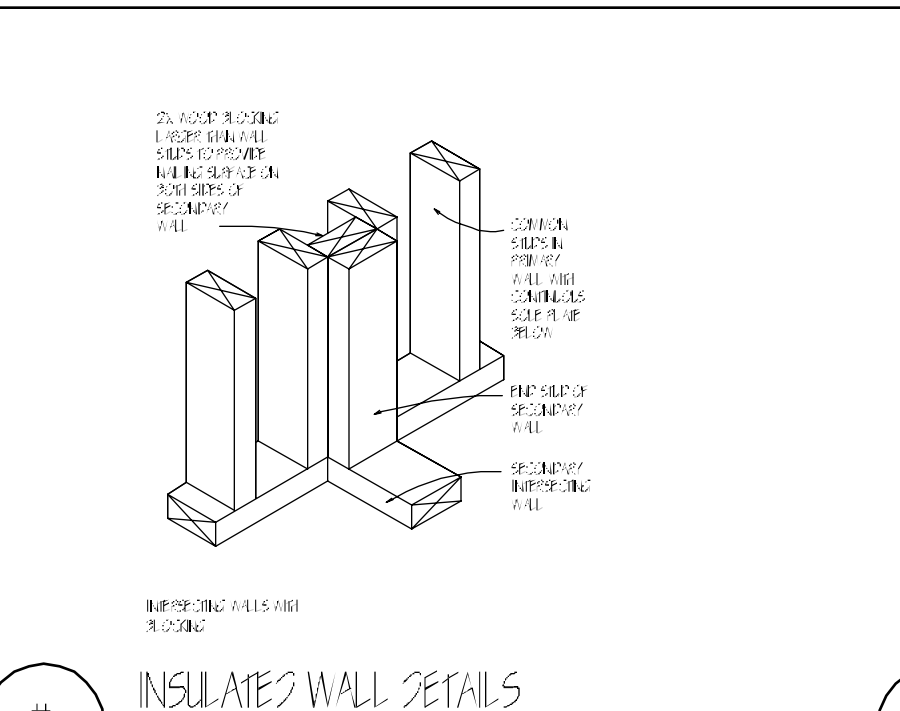 2X WOOD BLOCKING
LARGER THAN WALL
STUDS TO PROVIDE
NAILING SURFACE ON
BOTH SIDES OF
SECONDARY
WALL
COMMON
STUDS IN
PRIMARY
WALL WITH
CONTINUOUS
SOLE PLATE
BELOW
END STUD OF
SECONDARY
WALL
SECONDARY
INTERSECTING
WALL
INTERSECTING WALLS WITH
BLOCKING
INSULATED WALL DETAILS
#